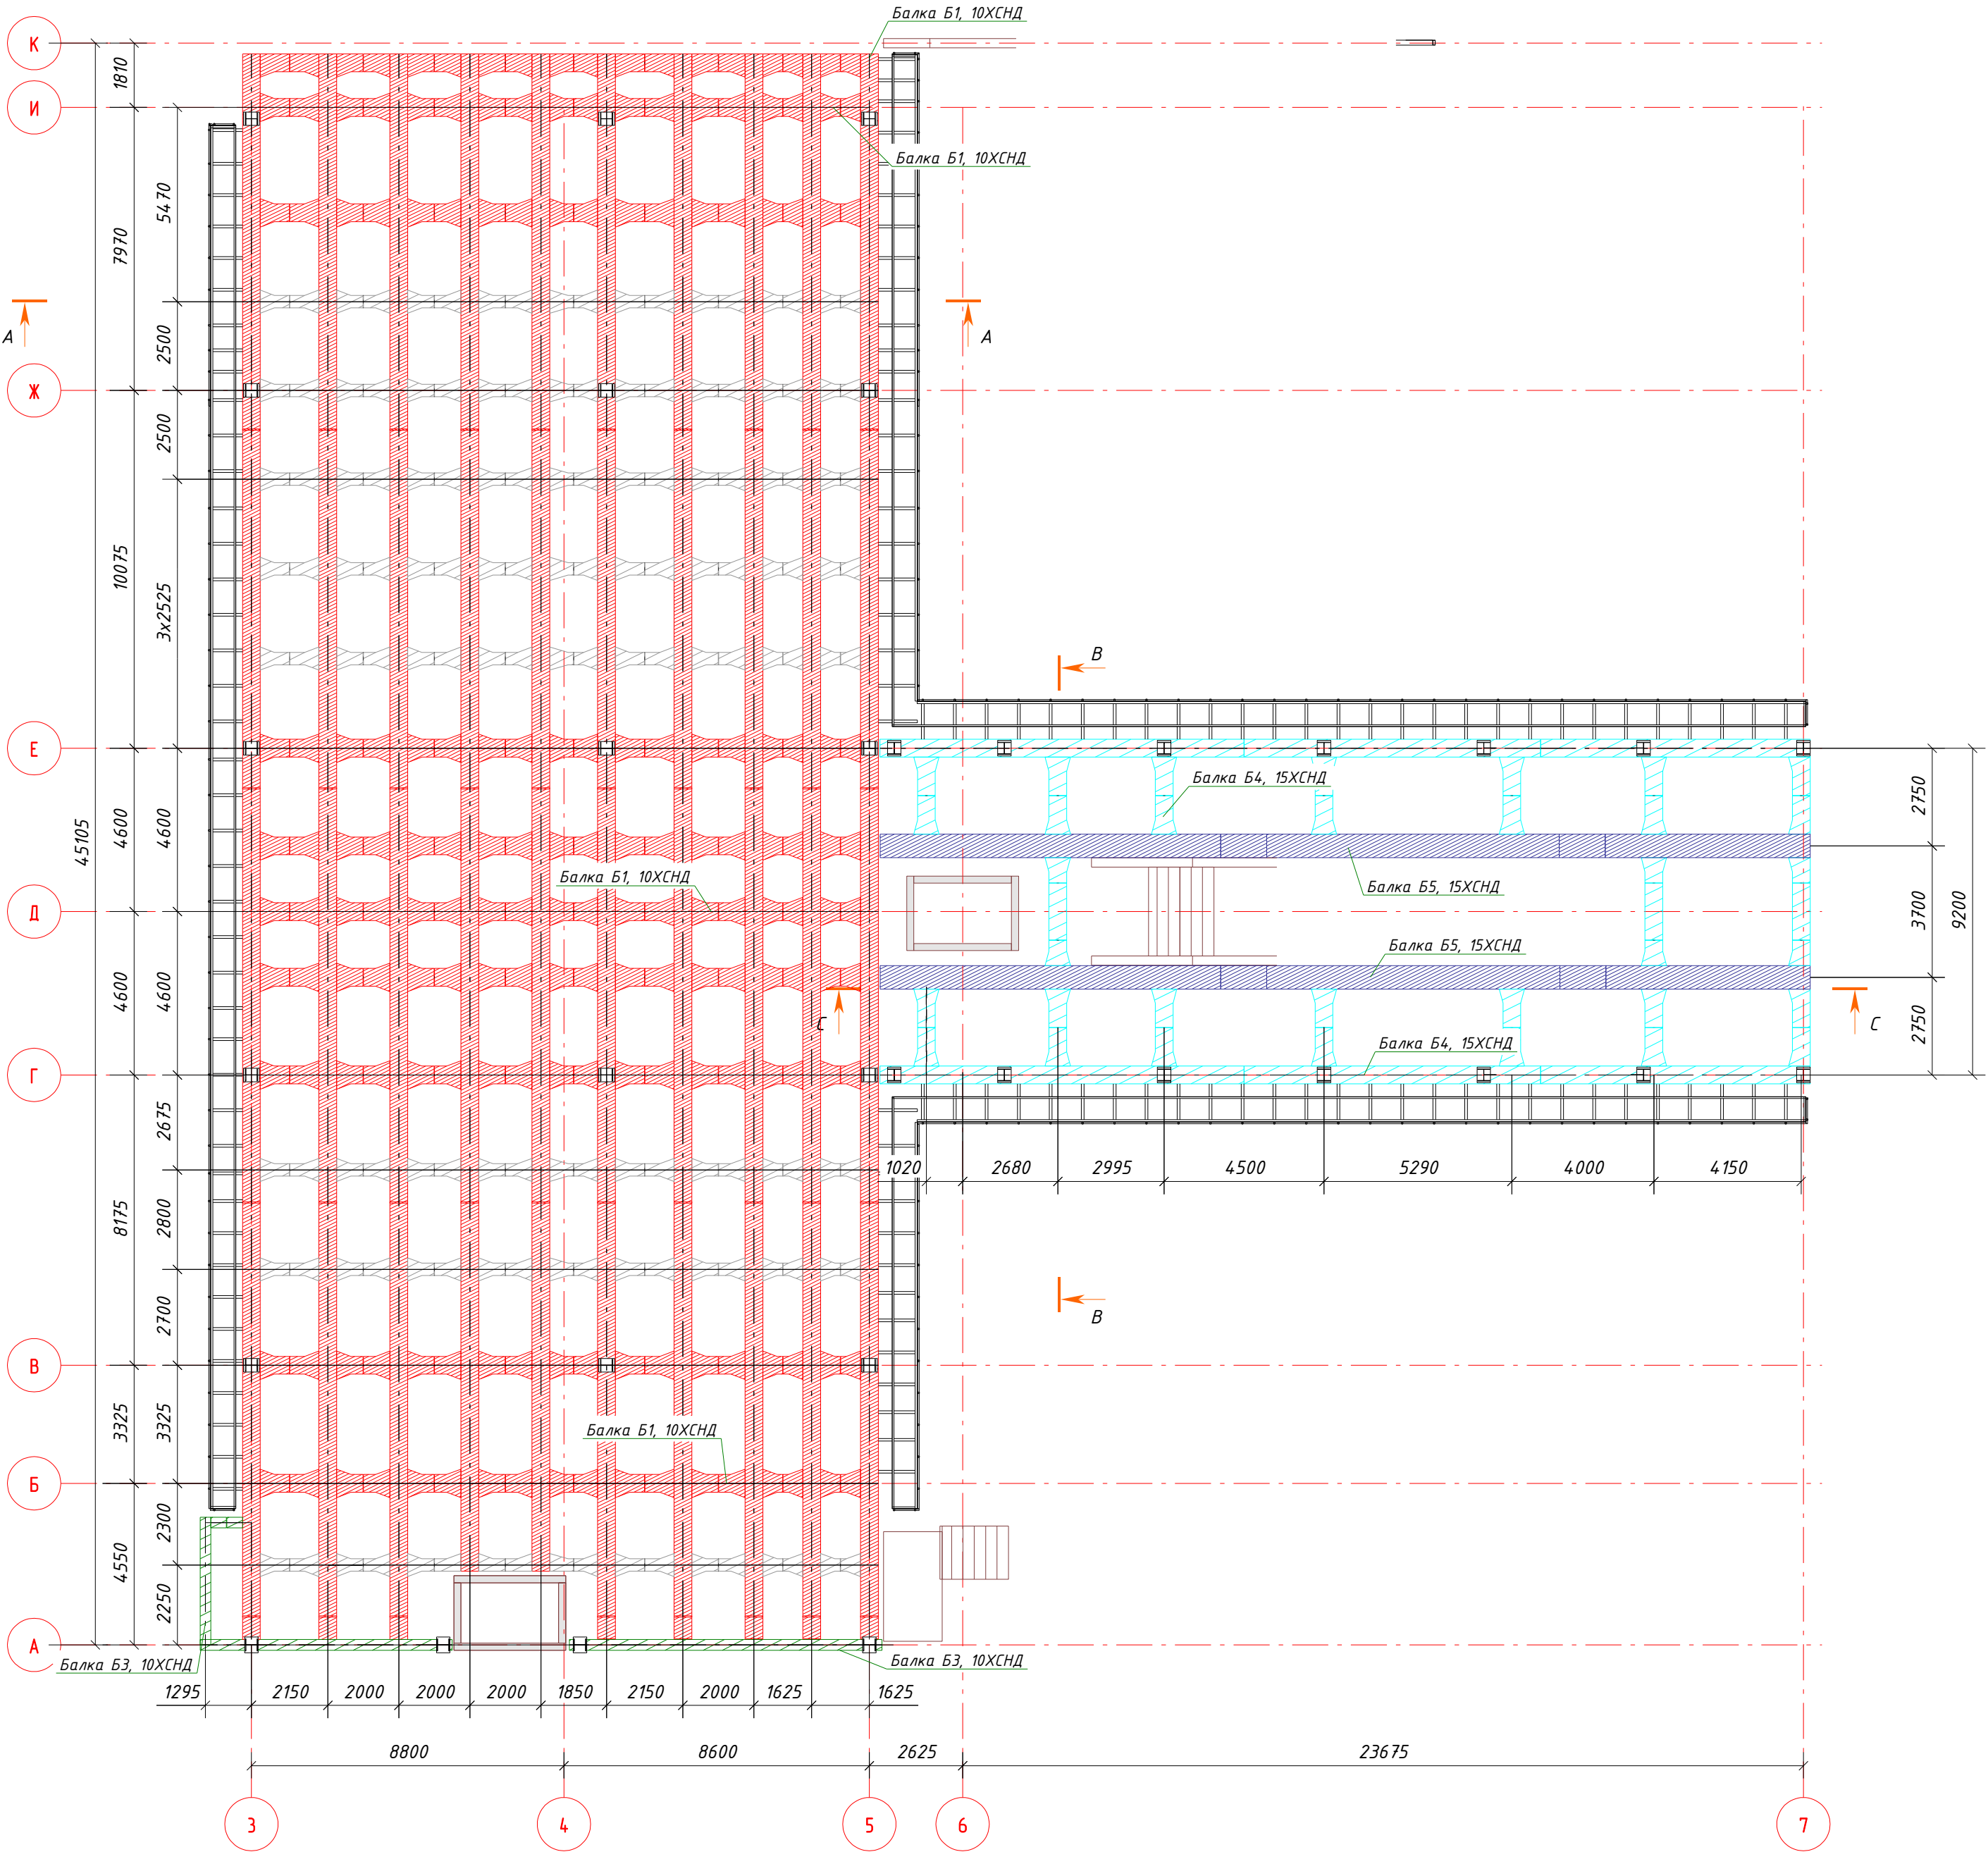 Балка Б1, 10ХСНД
К
1810
И
Балка Б1, 10ХСНД
5470
7970
А
А
2500
Ж
2500
10075
3х2525
В
Е
2750
Балка Б4, 15ХСНД
45105
4600
4600
Балка Б1, 10ХСНД
Балка Б5, 15ХСНД
Д
3700
9200
Балка Б5, 15ХСНД
4600
4600
С
С
2750
Балка Б4, 15ХСНД
Г
2675
1020
2680
2995
4500
5290
4000
4150
8175
2800
2700
В
В
3325
3325
Балка Б1, 10ХСНД
Б
2300
4550
2250
А
Балка Б3, 10ХСНД
Балка Б3, 10ХСНД
1295
2150
2000
2000
2000
1850
2150
2000
1625
1625
8800
8600
2625
23675
3
4
5
6
7